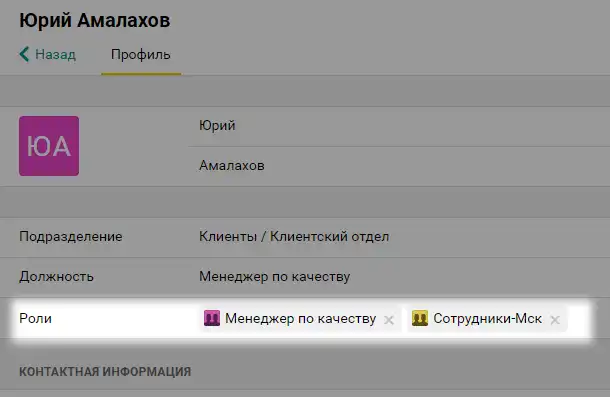 Юрий Амалахов
Назад Профиль
ЮА
Юрий
Амалахов
Подразделение Клиенты / Клиентский отдел
Должность Менеджер по качеству
Роли Менеджер по качеству Сотрудники-Мск
КОНТАКТНАЯ ИНФОРМАЦИЯ